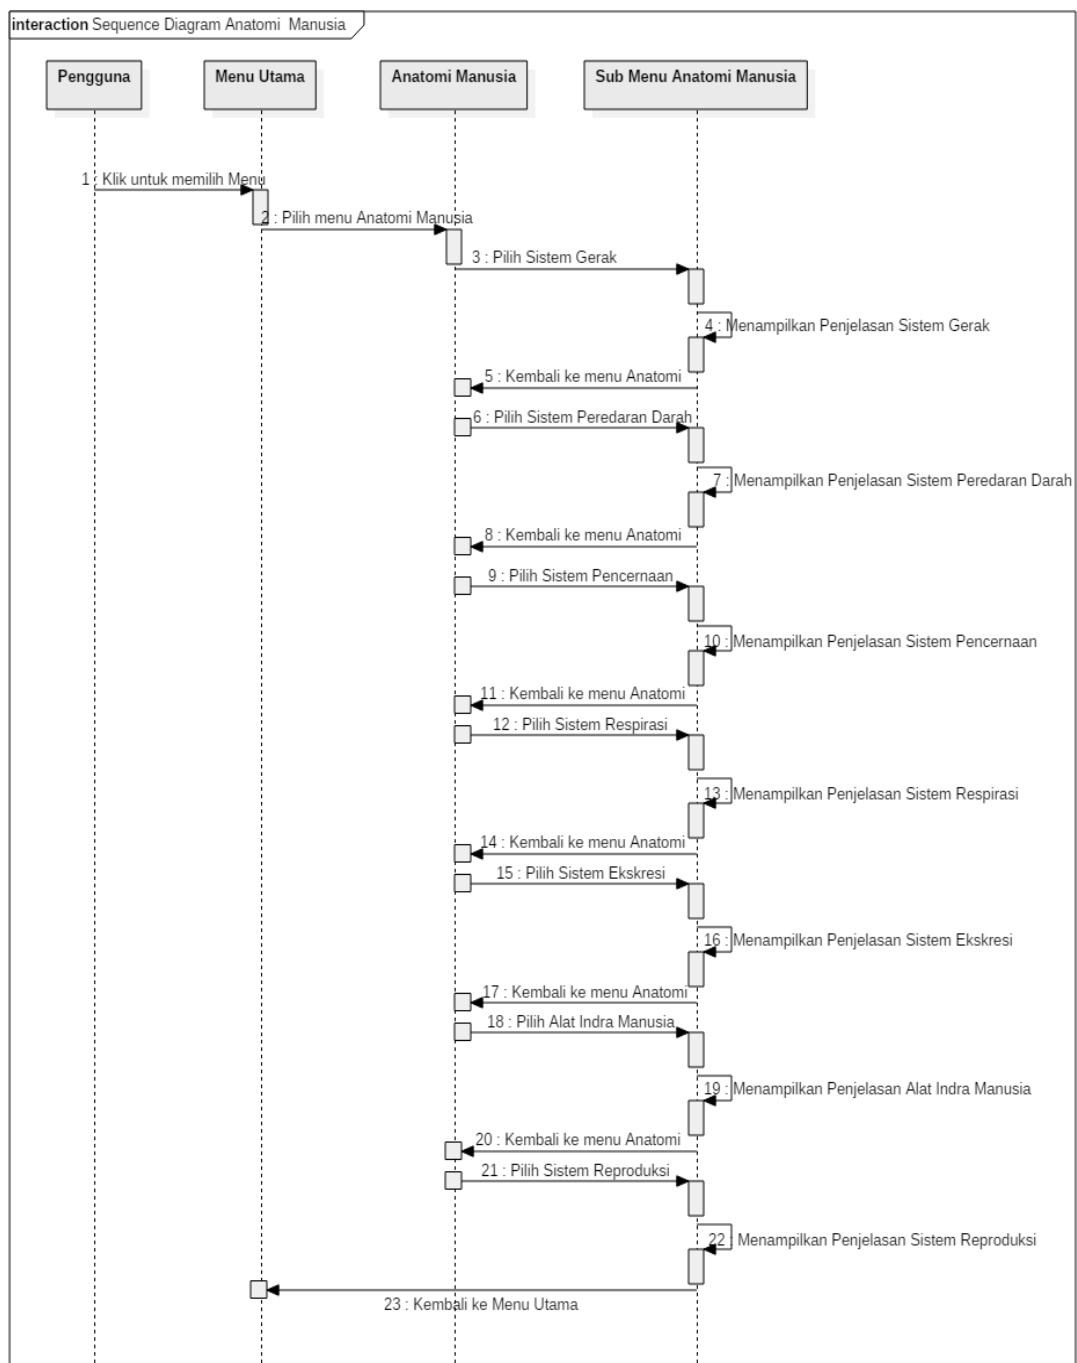 interaction Sequence Diagram Anatomi Manusia
Pengguna
Menu Utama
Anatomi Manusia
Sub Menu Anatomi Manusia
1 : Klik untuk memilih Menu
2 : Pilih menu Anatomi Manusia
3 : Pilih Sistem Gerak
4 : Menampilkan Penjelasan Sistem Gerak
5 : Kembali ke menu Anatomi
6 : Pilih Sistem Peredaran Darah
7 : Menampilkan Penjelasan Sistem Peredaran Darah
8 : Kembali ke menu Anatomi
9 : Pilih Sistem Pencernaan
10 : Menampilkan Penjelasan Sistem Pencernaan
11 : Kembali ke menu Anatomi
12 : Pilih Sistem Respirasi
13 : Menampilkan Penjelasan Sistem Respirasi
14 : Kembali ke menu Anatomi
15 : Pilih Sistem Ekskresi
16 : Menampilkan Penjelasan Sistem Ekskresi
17 : Kembali ke menu Anatomi
18 : Pilih Alat Indra Manusia
19 : Menampilkan Penjelasan Alat Indra Manusia
20 : Kembali ke menu Anatomi
21 : Pilih Sistem Reproduksi
22 : Menampilkan Penjelasan Sistem Reproduksi
23 : Kembali ke Menu Utama